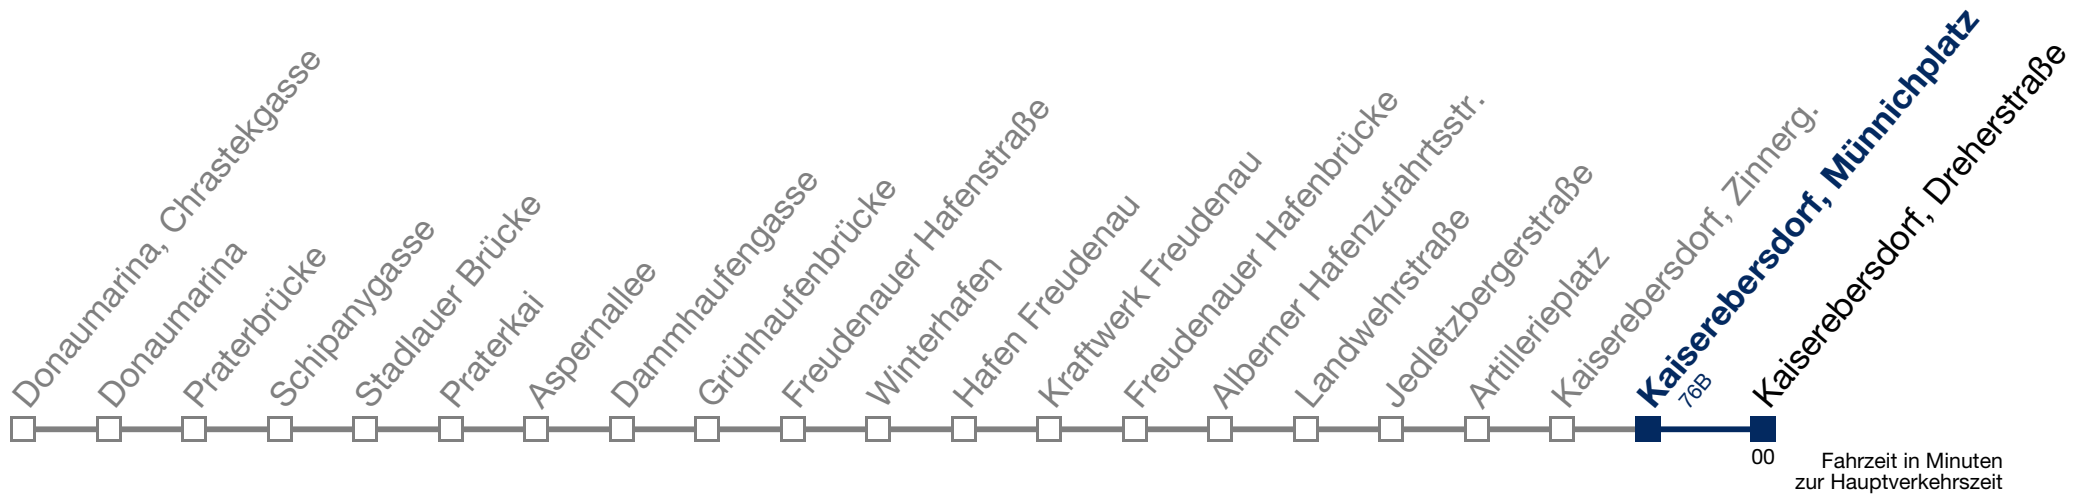 Donaumarina, Chrastekgasse
Donaumarina
Praterbrücke
Schipanygasse
Stadlauer Brücke
Praterkai
Aspernallee
Dammhaufengasse
Grünhaufenbrücke
Freudenauer Hafenstraße
Winterhafen
Hafen Freudenau
Kraftwerk Freudenau
Freudenauer Hafenbrücke
Alberner Hafenzufahrtsstr.
Landwehrstraße
Jedletzbergerstraße
Artillerieplatz
Kaiserebersdorf, Zinnerg.
Kaiserebersdorf, Münnichplatz
76B
Kaiserebersdorf, Dreherstraße
00
Fahrzeit in Minuten
zur Hauptverkehrszeit